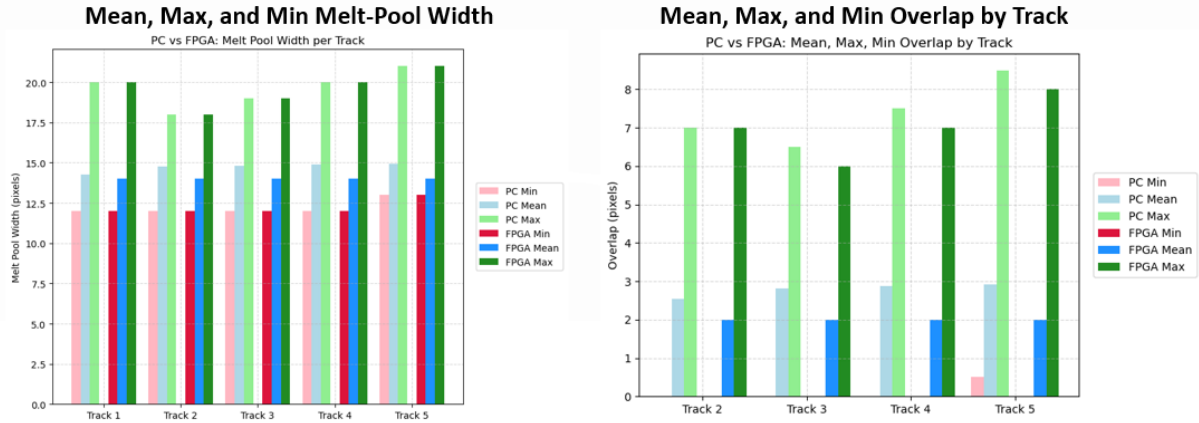 Mean, Max, and Min Melt-Pool Width
PC vs FPGA: Melt Pool Width per Track
Melt Pool Width (pixels)
20.0
17.5
15.0
12.5
10.0
7.5
5.0
2.5
0.0
Track 1
Track 2
Track 3
Track 4
Track 5
PC Min
PC Mean
PC Max
FPGA Min
FPGA Mean
FPGA Max
Mean, Max, and Min Overlap by Track
PC vs FPGA: Mean, Max, Min Overlap by Track
Overlap (pixels)
8
7
6
5
4
3
2
1
0
Track 2
Track 3
Track 4
Track 5
PC Min
PC Mean
PC Max
FPGA Min
FPGA Mean
FPGA Max